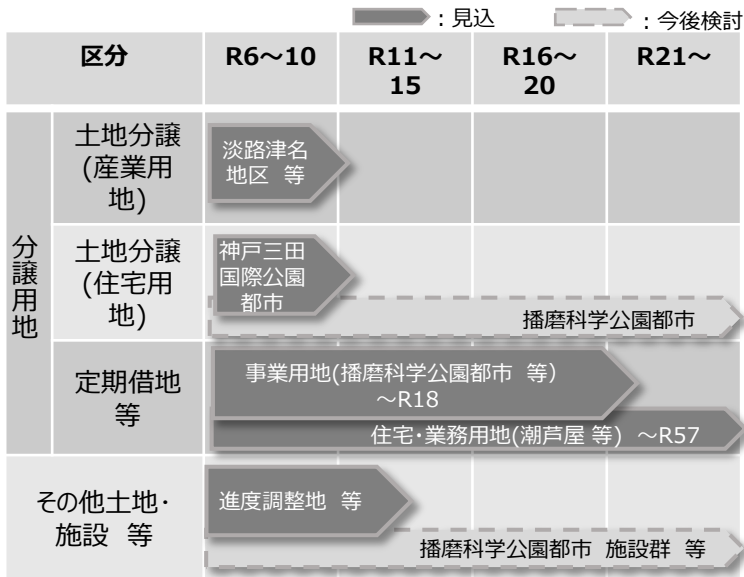 ：見込
：今後検討
区分
R6～10
R11～
15
R16～
20
R21～
分譲用地
土地分譲
(産業用
地)
淡路津名
地区 等
土地分譲
(住宅用
地)
神戸三田
国際公園
都市
播磨科学公園都市
定期借地
等
事業用地(播磨科学公園都市 等)
～R18
住宅・業務用地(潮芦屋 等) ～R57
その他土地・
施設 等
進度調整地 等
播磨科学公園都市 施設群 等